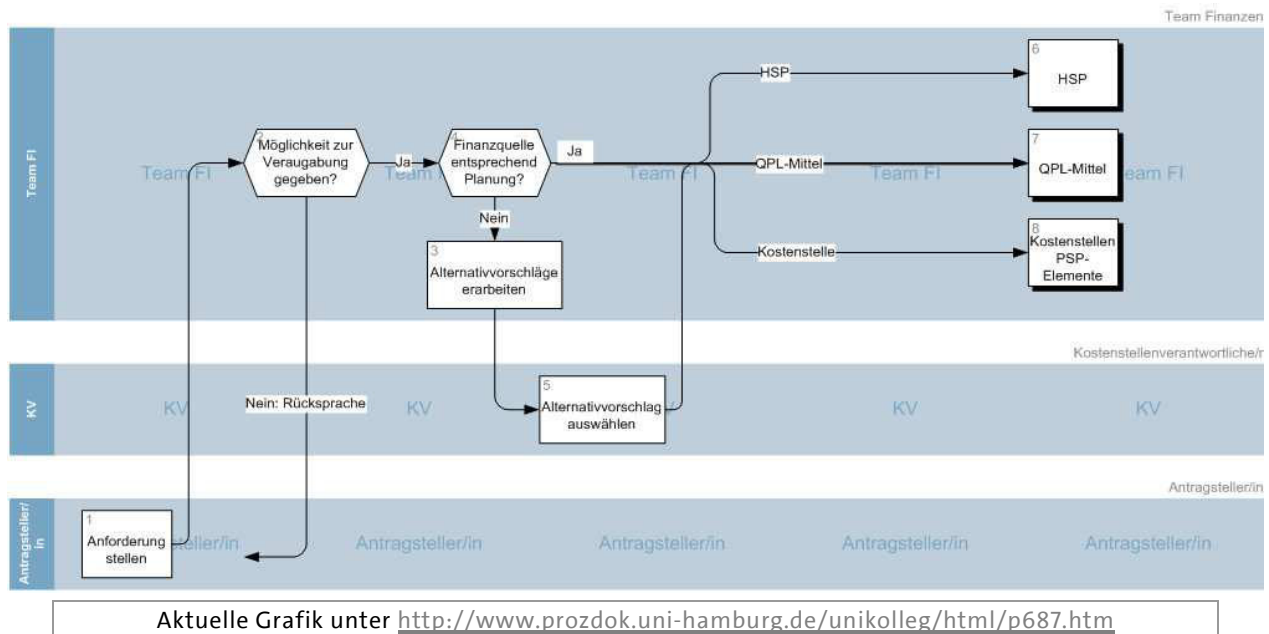 Team Finanzen
Team FI
6
HSP
HSP
2
Möglichkeit zur
Veraugabung
gegeben?
Ja
4
Finanzquelle
entsprechend
Planung?
Ja
QPL-Mittel
7
QPL-Mittel
Team FI
Team FI
Team FI
Team FI
eam FI
Nein
3
Alternativvorschläge
erarbeiten
Kostenstelle
8
Kostenstellen
PSP-
Elemente
Kostenstellenverantwortliche/r
KV
KV
Nein: Rücksprache
KV
5
Alternativvorschlag
auswählen
KV
KV
Antragsteller/in
Antragsteller/
in
1
Anforderung
stellen
steller/in
Antragsteller/in
Antragsteller/in
Antragsteller/in
Antragsteller/in
Aktuelle Grafik unter http://www.prozdok.uni-hamburg.de/unikolleg/html/p687.htm